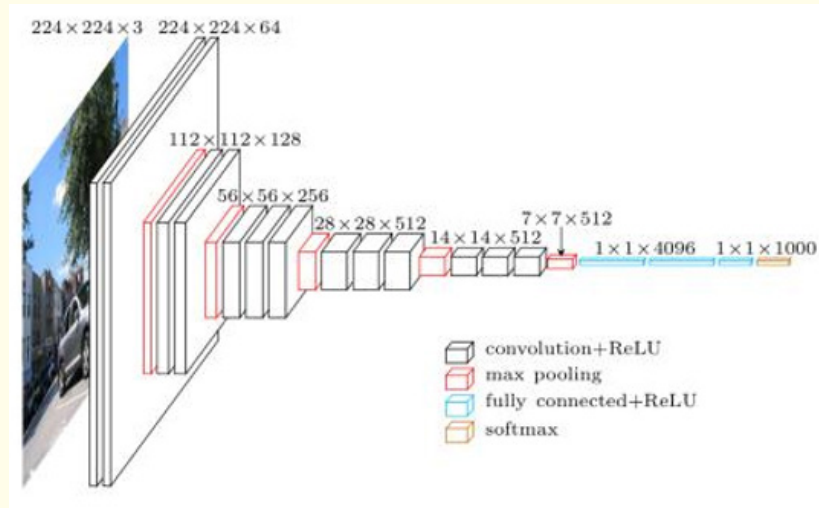 224×224×3
224×224×64
112×112×128
56×56×256
28×28×512
14×14×512
7×7×512
1×1×4096
1×1×1000
convolution+ReLU
max pooling
fully connected+ReLU
softmax